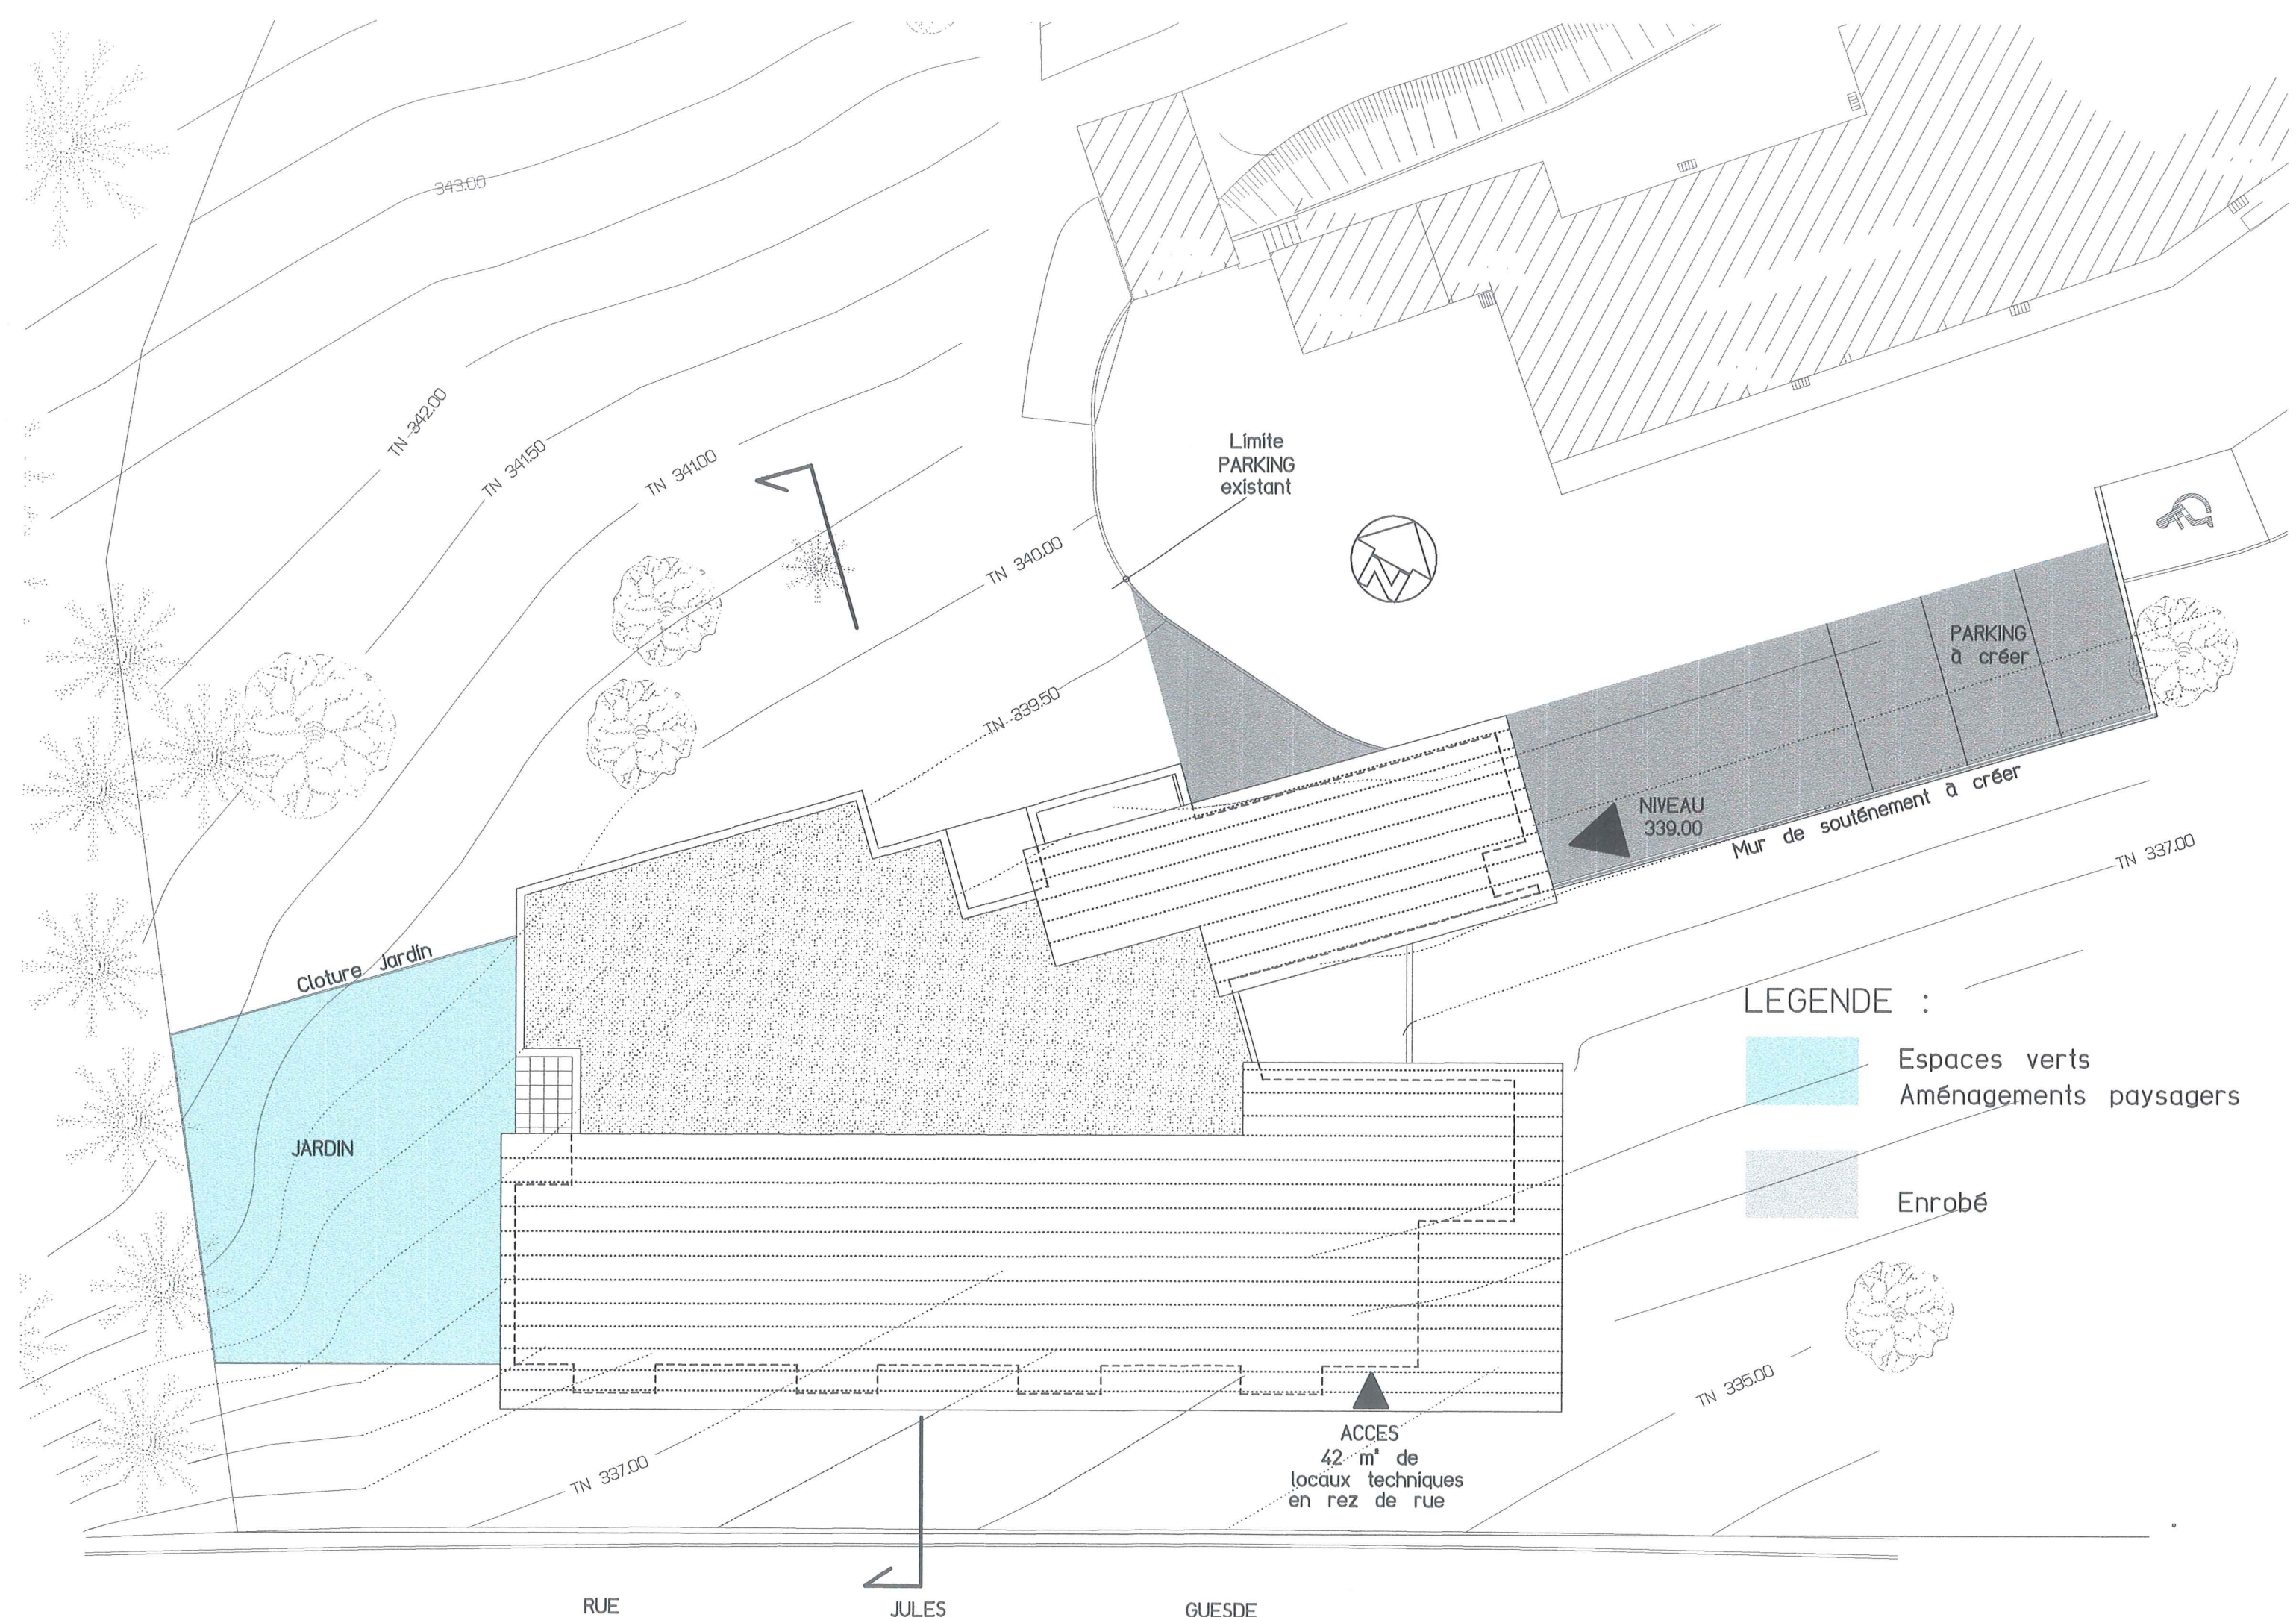 343.00
TN 342.00
TN 341.50
TN 341.00
Limite
PARKING
existant
TN 340.00
N
TN 339.50
PARKING
à créer
NIVEAU
339.00
Mur de souténement à créer
TN 337.00
Cloture Jardin
JARDIN
LEGENDE :
Espaces verts
Aménagements paysagers
Enrobé
TN 335.00
TN 337.00
ACCES
42 m² de
locaux techniques
en rez de rue
RUE JULES GUESDE